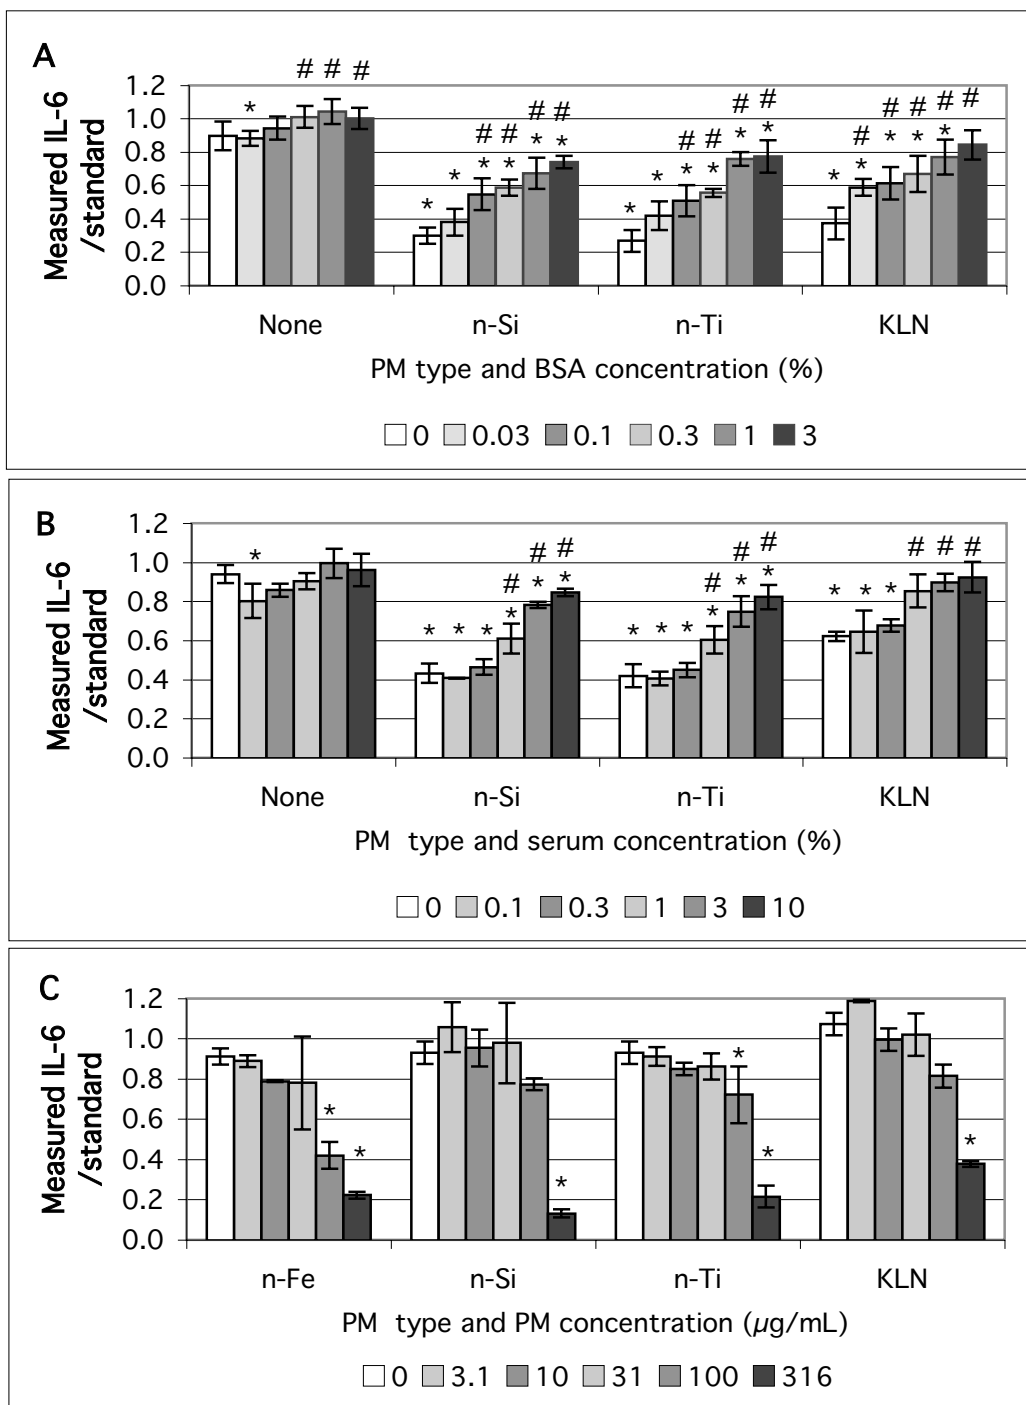 A
# # #
# #
# #
# #
# # # #
Measured IL-6
/standard
1.2
1.0
0.8
0.6
0.4
0.2
0.0
*
* * * * * *
* * * * * *
* * * * *
None n-Si n-Ti KLN
PM type and BSA concentration (%)
0 0.03 0.1 0.3 1 3
B
Measured IL-6
/standard
1.2
1.0
0.8
0.6
0.4
0.2
0.0
*
# # #
# # #
# # #
* * * * * *
* * * * * *
* * *
None n-Si n-Ti KLN
PM type and serum concentration (%)
0 0.1 0.3 1 3 10
C
Measured IL-6
/standard
1.2
1.0
0.8
0.6
0.4
0.2
0.0
* *
*
* *
*
n-Fe n-Si n-Ti KLN
PM type and PM concentration (µg/mL)
0 3.1 10 31 100 316